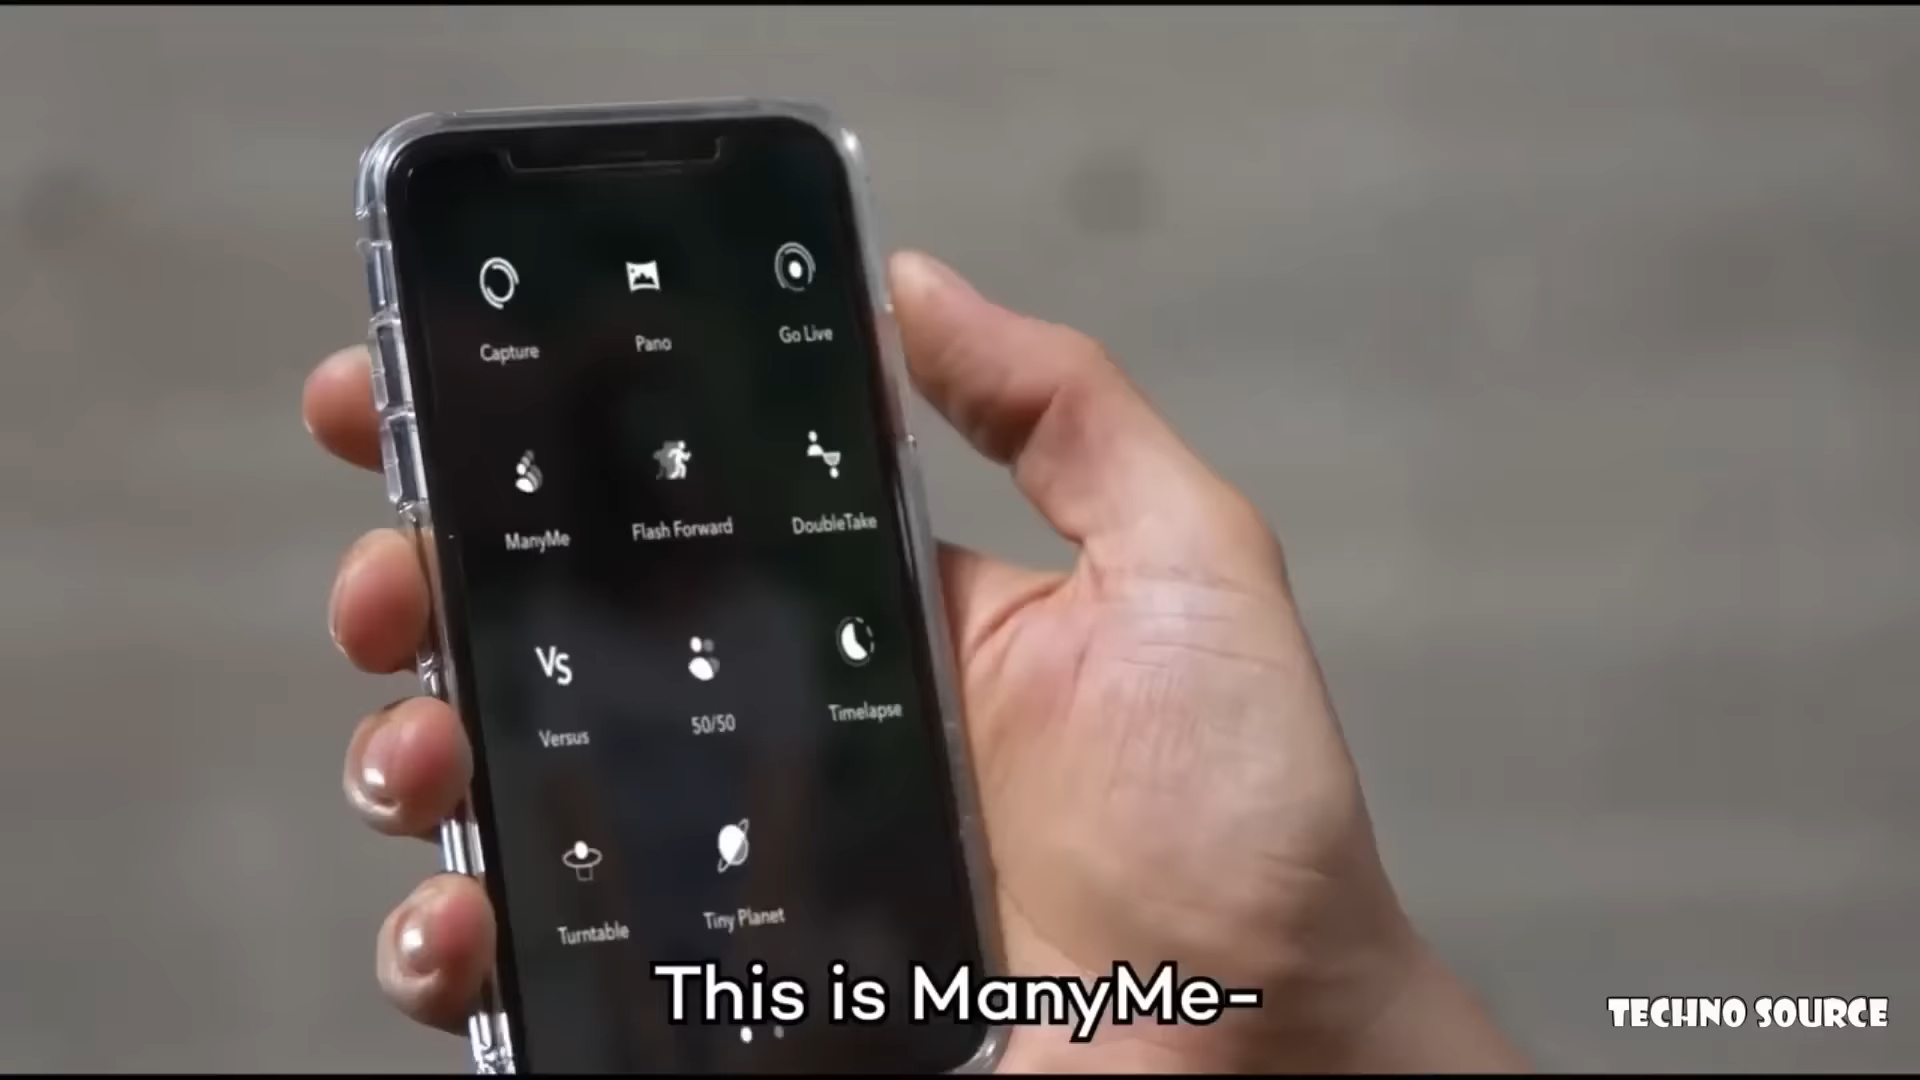 Capture
Pano
Go Live
ManyMe
Flash Forward
DoubleTake
VS
Versus
50/50
Timelapse
Turntable
Tiny Planet
This is ManyMe-
TECHNO SOURCE